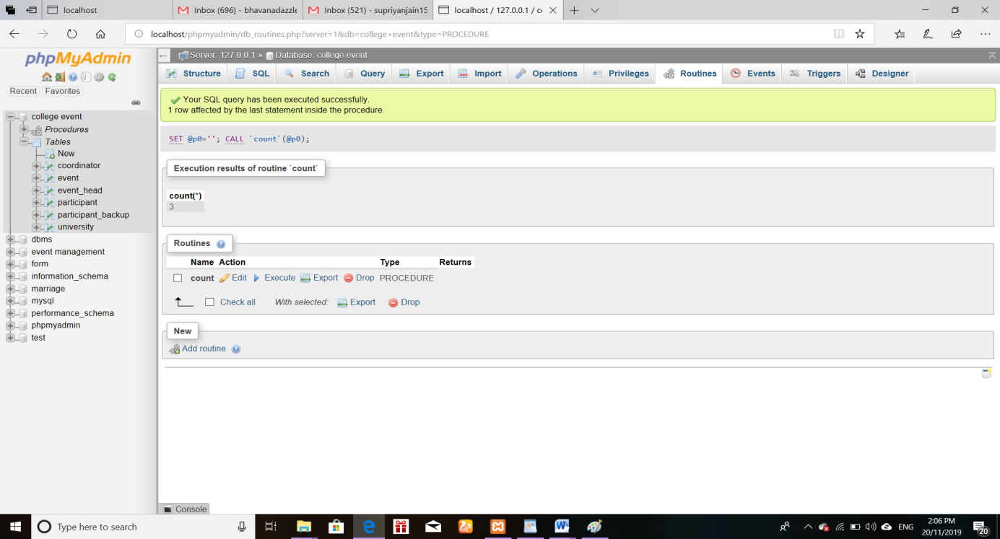 localhost
Inbox (696) - bhavanadazzle
Inbox (521) - supriyanjain15
localhost / 127.0.0.1 / co
localhost/phpmyadmin/db_routines.php?server=1&db=college+event&type=PROCEDURE
phpMyAdmin
Recent Favorites
college event
Procedures
Tables
New
coordinator
event
event_head
participant
participant_backup
university
dbms
event management
form
information_schema
marriage
mysql
performance_schema
phpmyadmin
test
Server: 127.0.0.1 » Database: college event
Structure SQL Search Query Export Import Operations Privileges Routines Events Triggers Designer
Your SQL query has been executed successfully.
1 row affected by the last statement inside the procedure.
SET @p0=''; CALL `count`(@p0);
Execution results of routine `count`
count(*)
3
Routines
Name Action Type Returns
count Edit Execute Export Drop PROCEDURE
Check all With selected: Export Drop
New
Add routine
Console
Type here to search
ENG
2:06 PM
20/11/2019
20